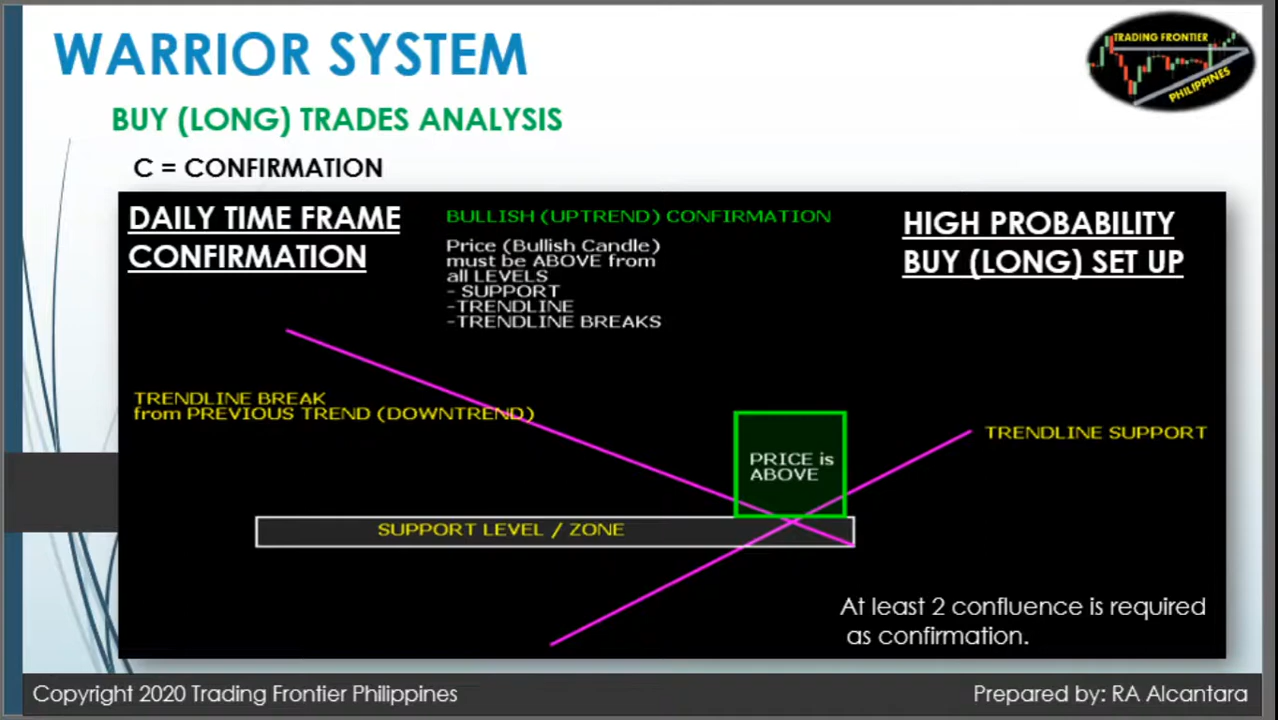 WARRIOR SYSTEM
TRADING FRONTIER
PHILIPPINES
BUY (LONG) TRADES ANALYSIS
C = CONFIRMATION
DAILY TIME FRAME
CONFIRMATION
BULLISH (UPTREND) CONFIRMATION
Price (Bullish Candle)
must be ABOVE from
all LEVELS
- SUPPORT
-TRENDLINE
-TRENDLINE BREAKS
HIGH PROBABILITY
BUY (LONG) SET UP
TRENDLINE BREAK
from PREVIOUS TREND (DOWNTREND)
PRICE is
ABOVE
TRENDLINE SUPPORT
SUPPORT LEVEL / ZONE
At least 2 confluence is required
as confirmation.
Copyright 2020 Trading Frontier Philippines
Prepared by: RA Alcantara